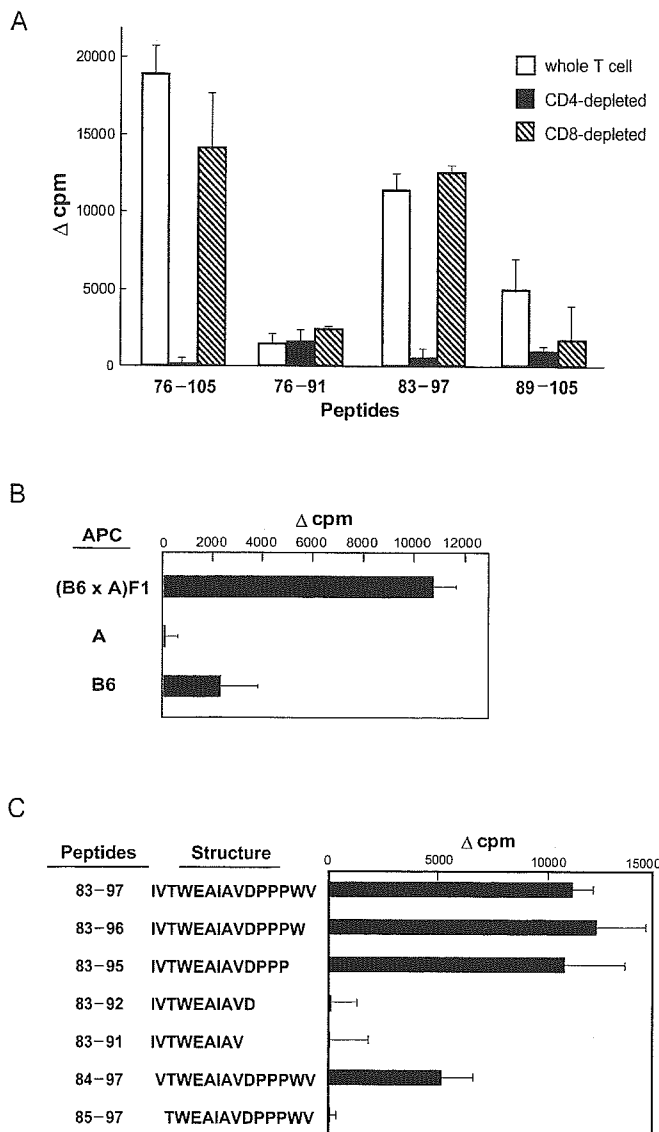 A
20000
15000
10000
5000
0
Δ cpm
whole T cell
CD4-depleted
CD8-depleted
76–105
76–91
83–97
89–105
Peptides
B
APC
Δ cpm
0 2000 4000 6000 8000 10000 12000
(B6 x A)F1
A
B6
C
Peptides Structure
Δ cpm
0 5000 10000 15000
83–97 IVTWEAIAVDPPPWV
83–96 IVTWEAIAVDPPPW
83–95 IVTWEAIAVDPPP
83–92 IVTWEAIAVD
83–91 IVTWEAIAV
84–97 VTWEAIAVDPPPWV
85–97 TWEAIAVDPPPWV